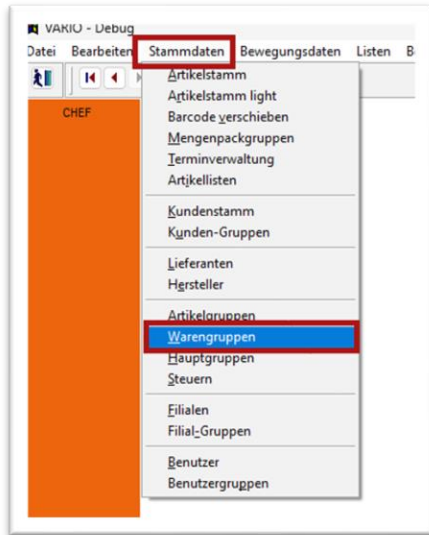 VARIO - Debug
Datei Bearbeiten Stammdaten Bewegungsdaten Listen
CHEF
Artikelstamm
Artikelstamm light
Barcode verschieben
Mengenpackgruppen
Terminverwaltung
Artikellisten
Kundenstamm
Kunden-Gruppen
Lieferanten
Hersteller
Artikelgruppen
Warengruppen
Hauptgruppen
Steuern
Filialen
Filial-Gruppen
Benutzer
Benutzergruppen